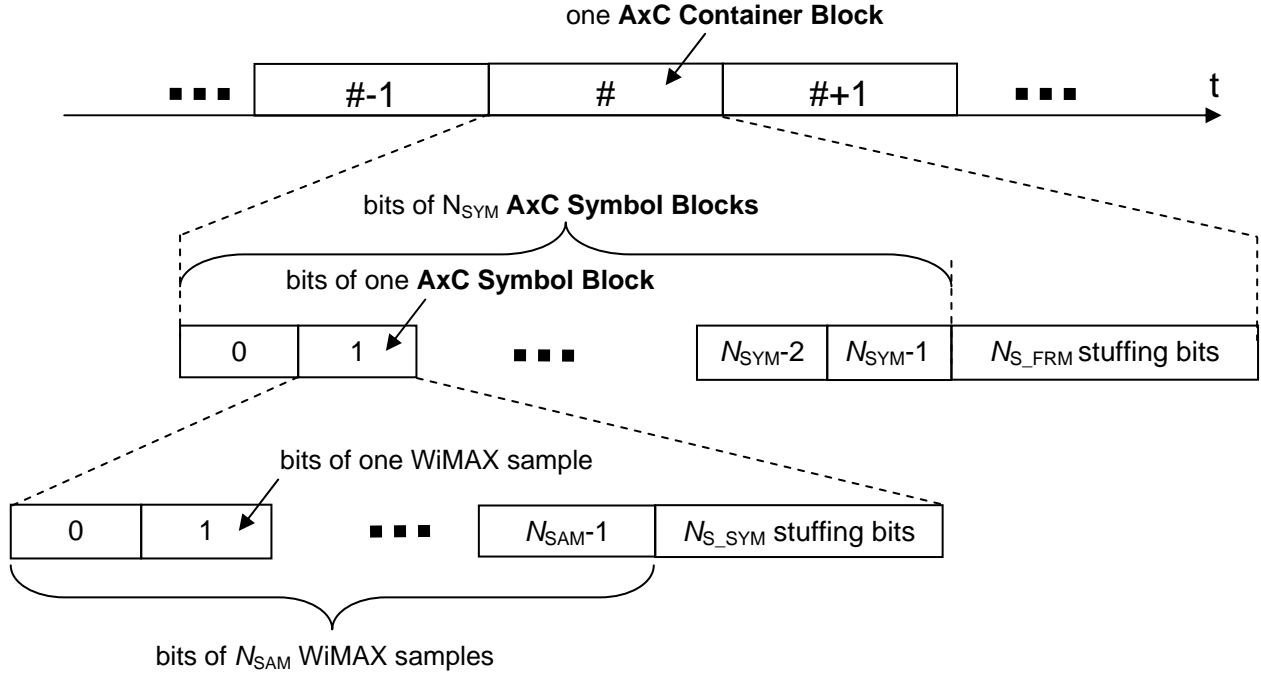 one AxC Container Block
▪▪▪ #-1 # #+1 ▪▪▪ t
bits of NSYM AxC Symbol Blocks
bits of one AxC Symbol Block
0 1 ▪▪▪ NSYM-2 NSYM-1 NS_FRM stuffing bits
bits of one WiMAX sample
0 1 ▪▪▪ NSAM-1 NS_SYM stuffing bits
bits of NSAM WiMAX samples